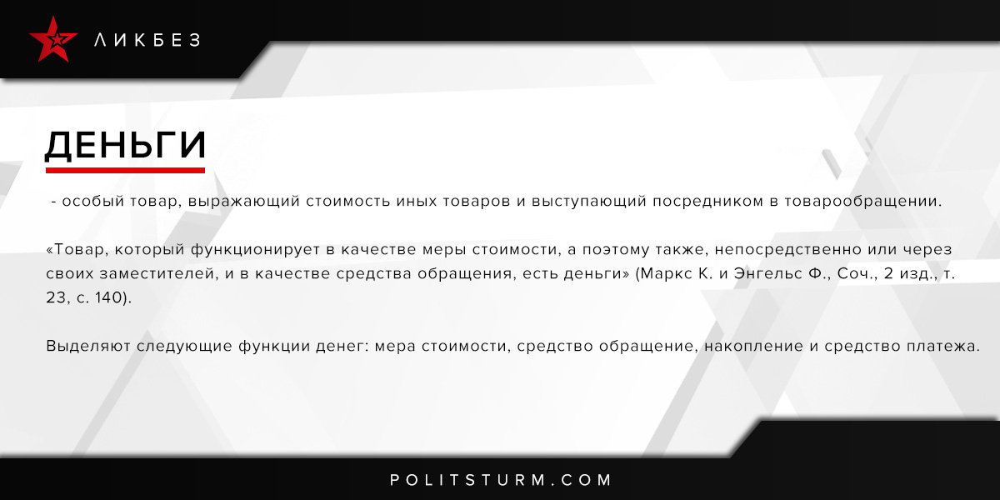 ЛИКБЕЗ
ДЕНЬГИ
- особый товар, выражающий стоимость иных товаров и выступающий посредником в товарообращении.
«Товар, который функционирует в качестве меры стоимости, а поэтому также, непосредственно или через
своих заместителей, и в качестве средства обращения, есть деньги» (Маркс К. и Энгельс Ф., Соч., 2 изд., т.
23, с. 140).
Выделяют следующие функции денег: мера стоимости, средство обращение, накопление и средство платежа.
POLITSTURM.COM